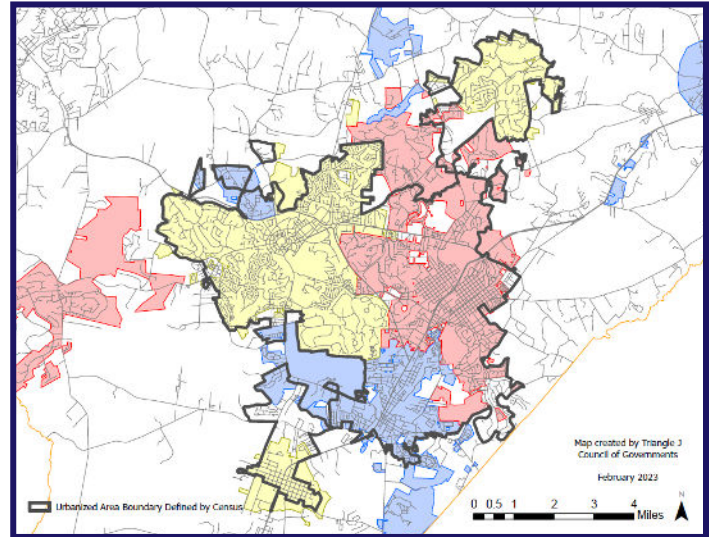 Map created by Triangle J
Council of Governments
February 2023
N
0 0.5 1 2 3 4
Miles
Urbanized Area Boundary Defined by Census